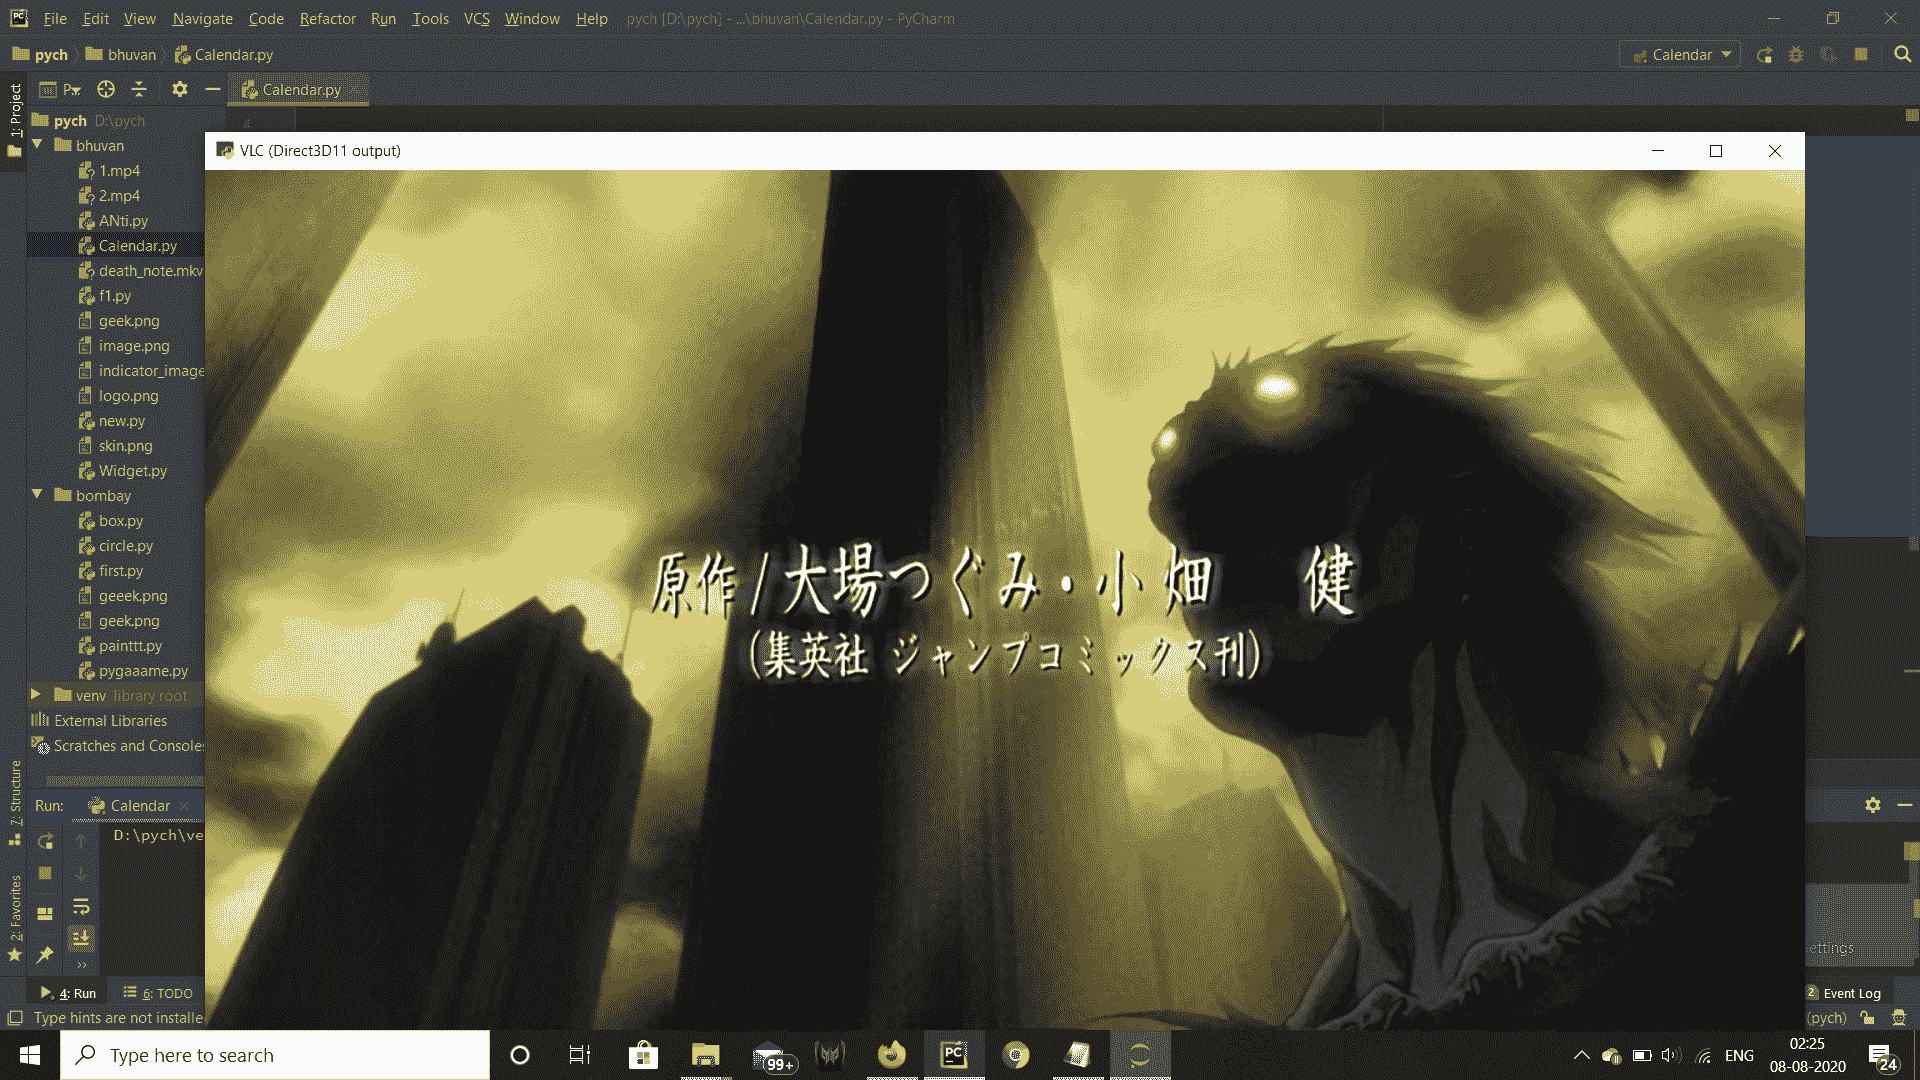 File Edit View Navigate Code Refactor Run Tools VCS Window Help pych [D:\pych] - ...\bhuvan\Calendar.py - PyCharm
pych bhuvan Calendar.py Calendar
1: Project P... Calendar.py
pych D:\pych 4
VLC (Direct3D11 output)
bhuvan
1.mp4
2.mp4
ANti.py
Calendar.py
death_note.mkv
f1.py
geek.png
image.png
indicator_image
logo.png
new.py
skin.png
Widget.py
bombay
box.py
circle.py
first.py
geeek.png
geek.png
painttt.py
pygaaame.py
venv library root
External Libraries
Scratches and Consoles
原作/大場つぐみ・小畑 健
(集英社 ジャンプコミックス刊)
7: Structure
Run: Calendar
D:\pych\ve
2: Favorites
ettings
4: Run 6: TODO 2 Event Log
Type hints are not installe (pych)
Type here to search 99+ PC ENG 02:25
08-08-2020 24